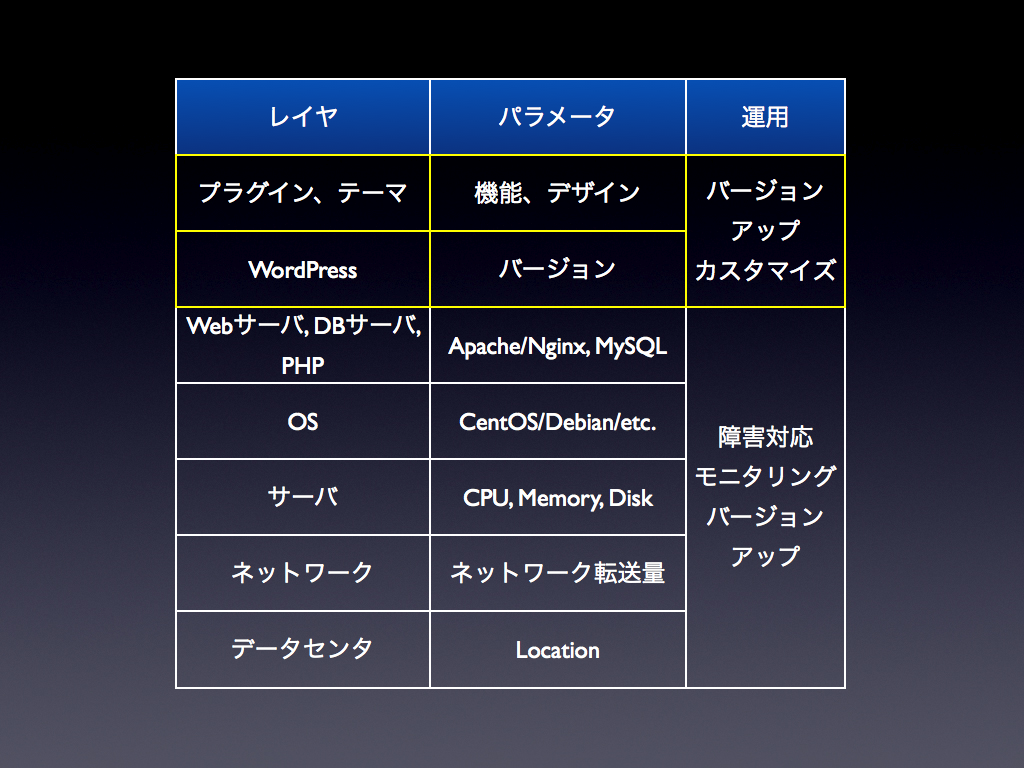 レイヤ
パラメータ
運用
プラグイン、テーマ
機能、デザイン
バージョン
アップ
カスタマイズ
WordPress
バージョン
Webサーバ, DBサーバ,
PHP
Apache/Nginx, MySQL
障害対応
モニタリング
バージョン
アップ
OS
CentOS/Debian/etc.
サーバ
CPU, Memory, Disk
ネットワーク
ネットワーク転送量
データセンタ
Location